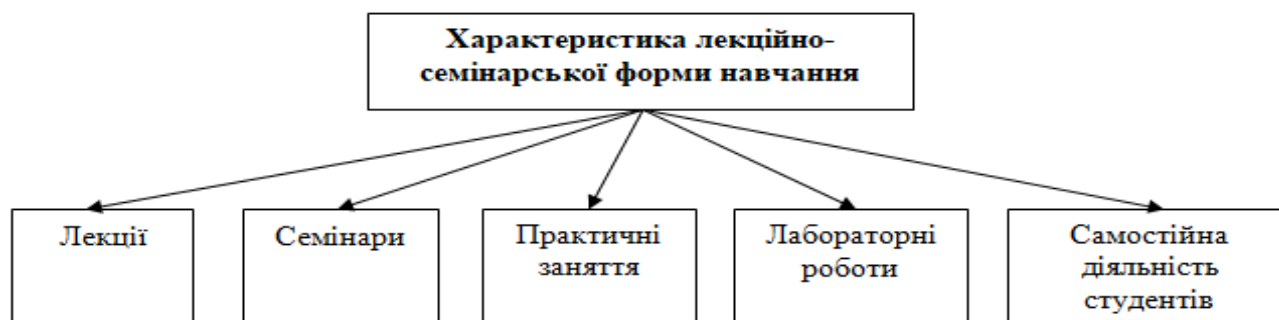 Характеристика лекційно-
семінарської форми навчання
Лекції
Семінари
Практичні
заняття
Лабораторні
роботи
Самостійна
діяльність
студентів